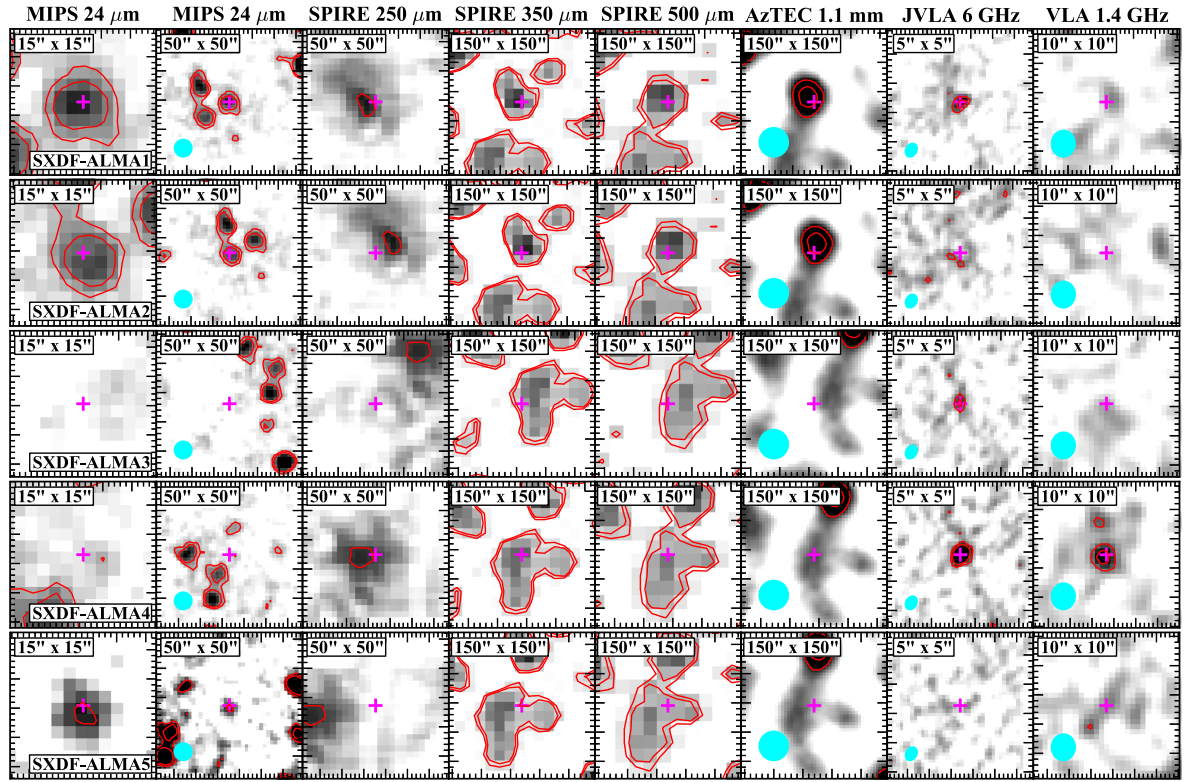 MIPS 24 μm MIPS 24 μm SPIRE 250 μm SPIRE 350 μm SPIRE 500 μm AzTEC 1.1 mm JVLA 6 GHz VLA 1.4 GHz
15" x 15" 50" x 50" 50" x 50" 150" x 150" 150" x 150" 150" x 150" 5" x 5" 10" x 10"
SXDF-ALMA1
15" x 15" 50" x 50" 50" x 50" 150" x 150" 150" x 150" 150" x 150" 5" x 5" 10" x 10"
SXDF-ALMA2
15" x 15" 50" x 50" 50" x 50" 150" x 150" 150" x 150" 150" x 150" 5" x 5" 10" x 10"
SXDF-ALMA3
15" x 15" 50" x 50" 50" x 50" 150" x 150" 150" x 150" 150" x 150" 5" x 5" 10" x 10"
SXDF-ALMA4
15" x 15" 50" x 50" 50" x 50" 150" x 150" 150" x 150" 150" x 150" 5" x 5" 10" x 10"
SXDF-ALMA5